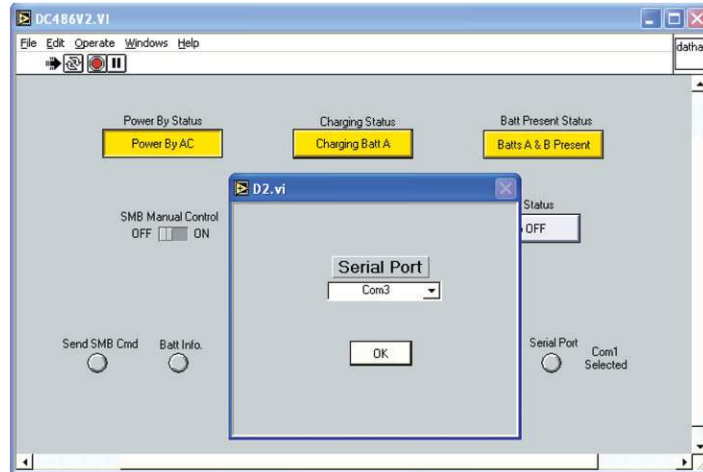 DC486V2.VI
File Edit Operate Windows Help
datha
Power By Status
Charging Status
Batt Present Status
Power By AC
Charging Batt A
Batts A & B Present
D2.vi
SMB Manual Control
OFF ON
Status
OFF
Serial Port
Com3
OK
Send SMB Cmd
Batt Info.
Serial Port
Com1
Selected